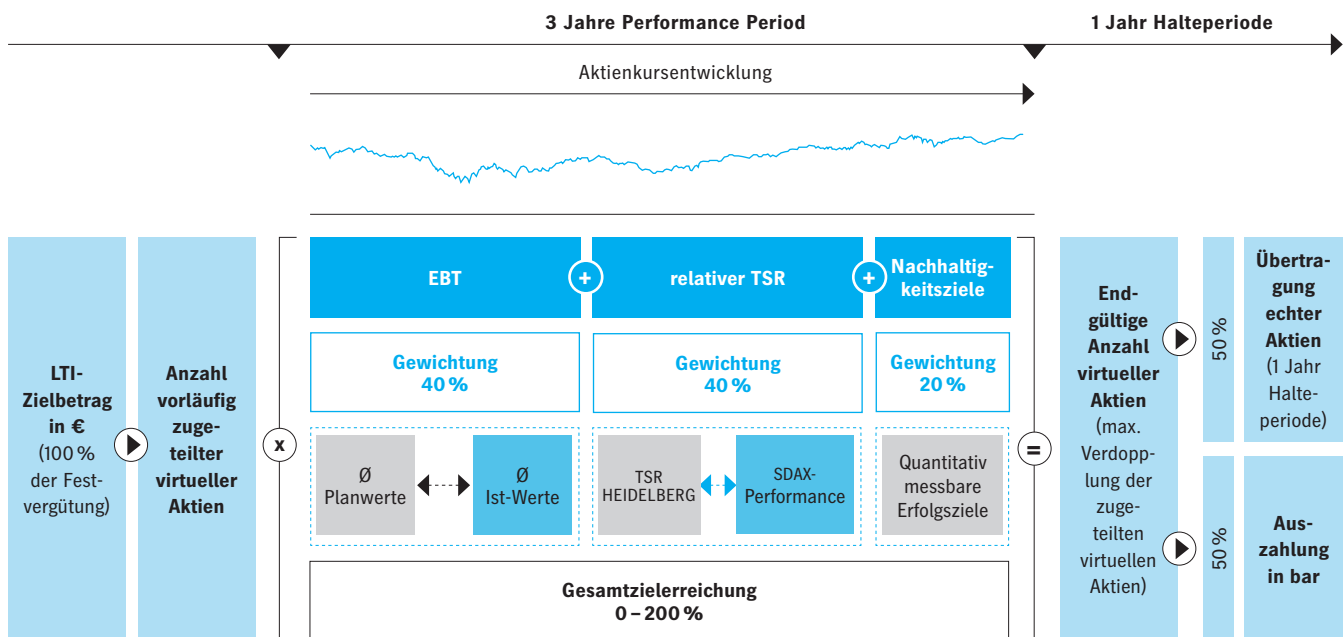 3 Jahre Performance Period
1 Jahr Halteperiode
Aktienkursentwicklung
LTI-
Zielbetrag
in €
(100 %
der Fest-
vergütung)
Anzahl
vorläufig
zuge-
teilter
virtueller
Aktien
x
EBT
+
relativer TSR
+
Nachhaltig-
keitsziele
Gewichtung
40 %
Gewichtung
40 %
Gewichtung
20 %
Ø
Planwerte
Ø
Ist-Werte
TSR
HEIDELBERG
SDAX-
Performance
Quantitativ
messbare
Erfolgsziele
Gesamtzielerreichung
0 – 200 %
=
End-
gültige
Anzahl
virtueller
Aktien
(max.
Verdopp-
lung der
zuge-
teilten
virtuellen
Aktien)
50 %
Übertra-
gung
echter
Aktien
(1 Jahr
Halte-
periode)
50 %
Aus-
zahlung
in bar